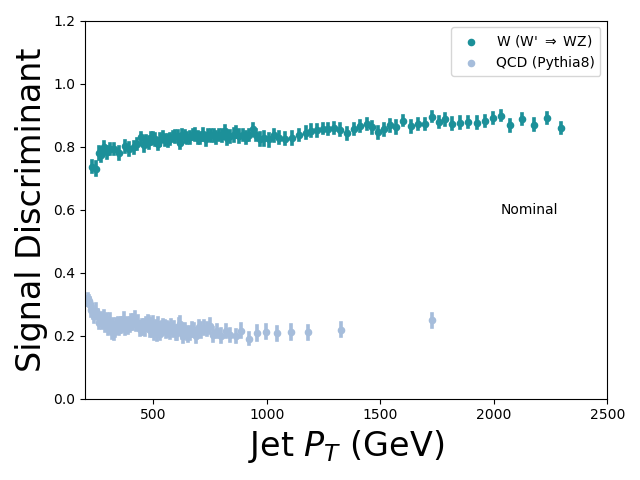 Signal Discriminant
1.2
1.0
0.8
0.6
0.4
0.2
0.0
W (W' ⇒ WZ)
QCD (Pythia8)
Nominal
500
1000
1500
2000
2500
Jet P_T (GeV)